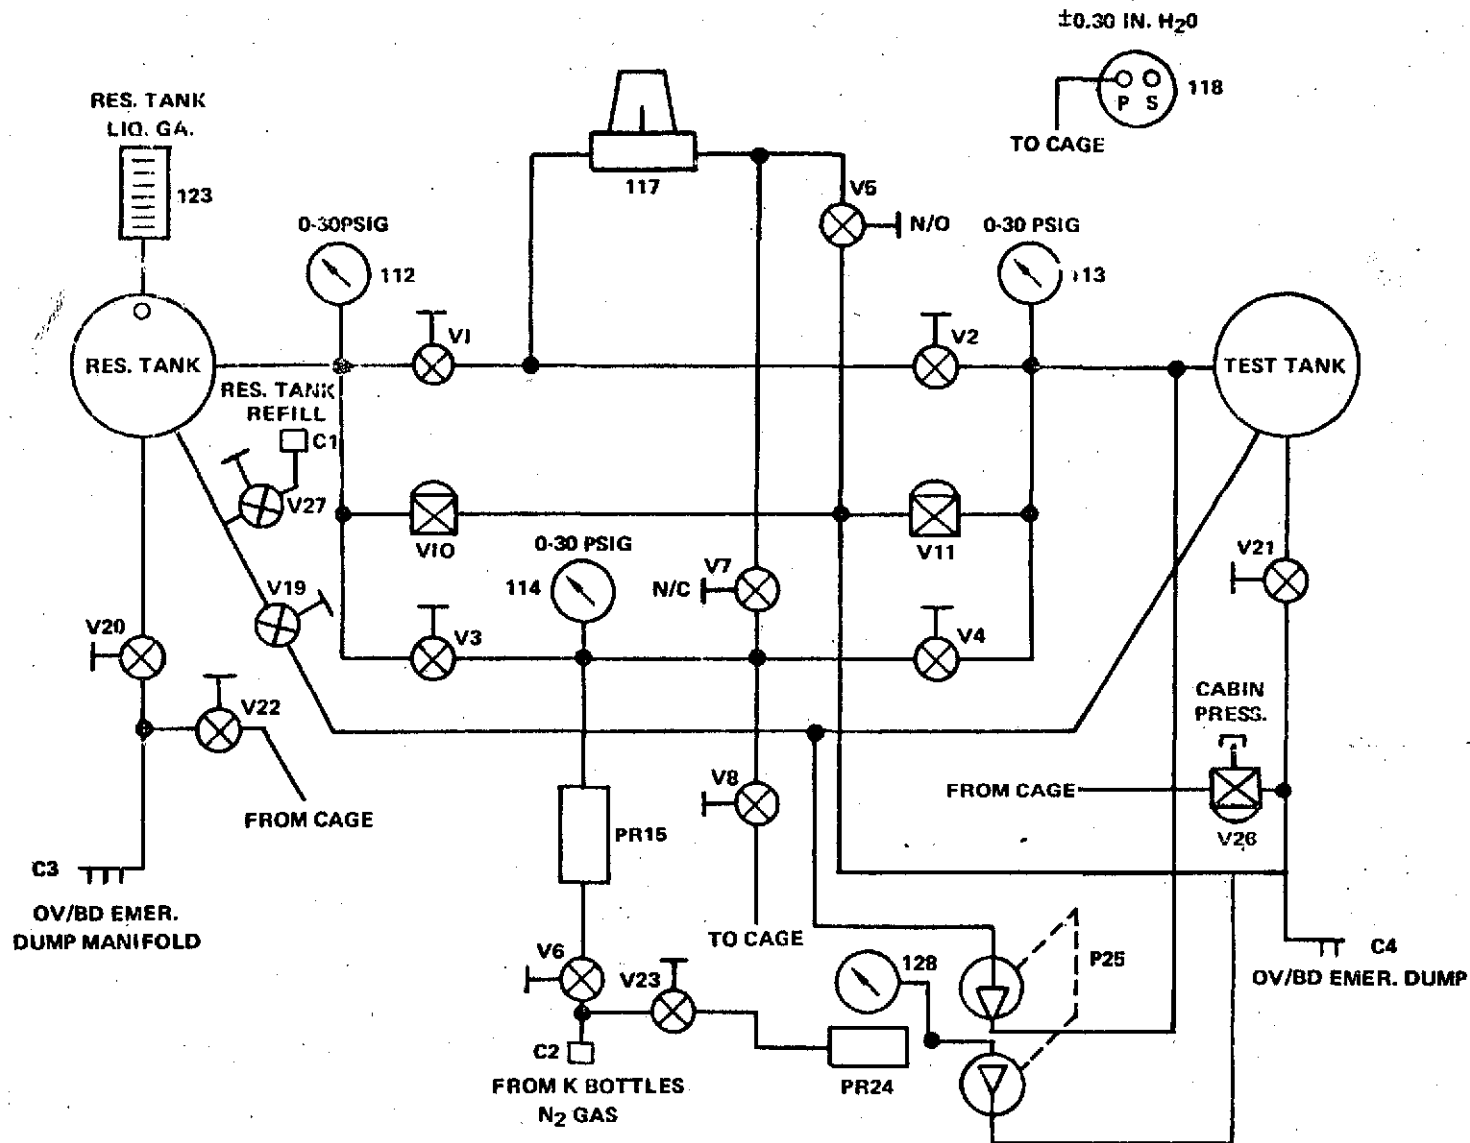 ±0.30 IN. H2O
118
P S
TO CAGE
RES. TANK
LIQ. GA.
123
117
V5
N/O
0-30PSIG
112
0-30 PSIG
113
V1
V2
RES. TANK
TEST TANK
RES. TANK
REFILL
C1
V27
V10
V11
0-30 PSIG
114
V7
N/C
V21
V19
V20
V3
V4
V22
FROM CAGE
CABIN
PRESS.
FROM CAGE
V26
PR15
V8
TO CAGE
C3
OV/BD EMER.
DUMP MANIFOLD
V6
V23
128
P25
C4
OV/BD EMER. DUMP
C2
FROM K BOTTLES
N2 GAS
PR24